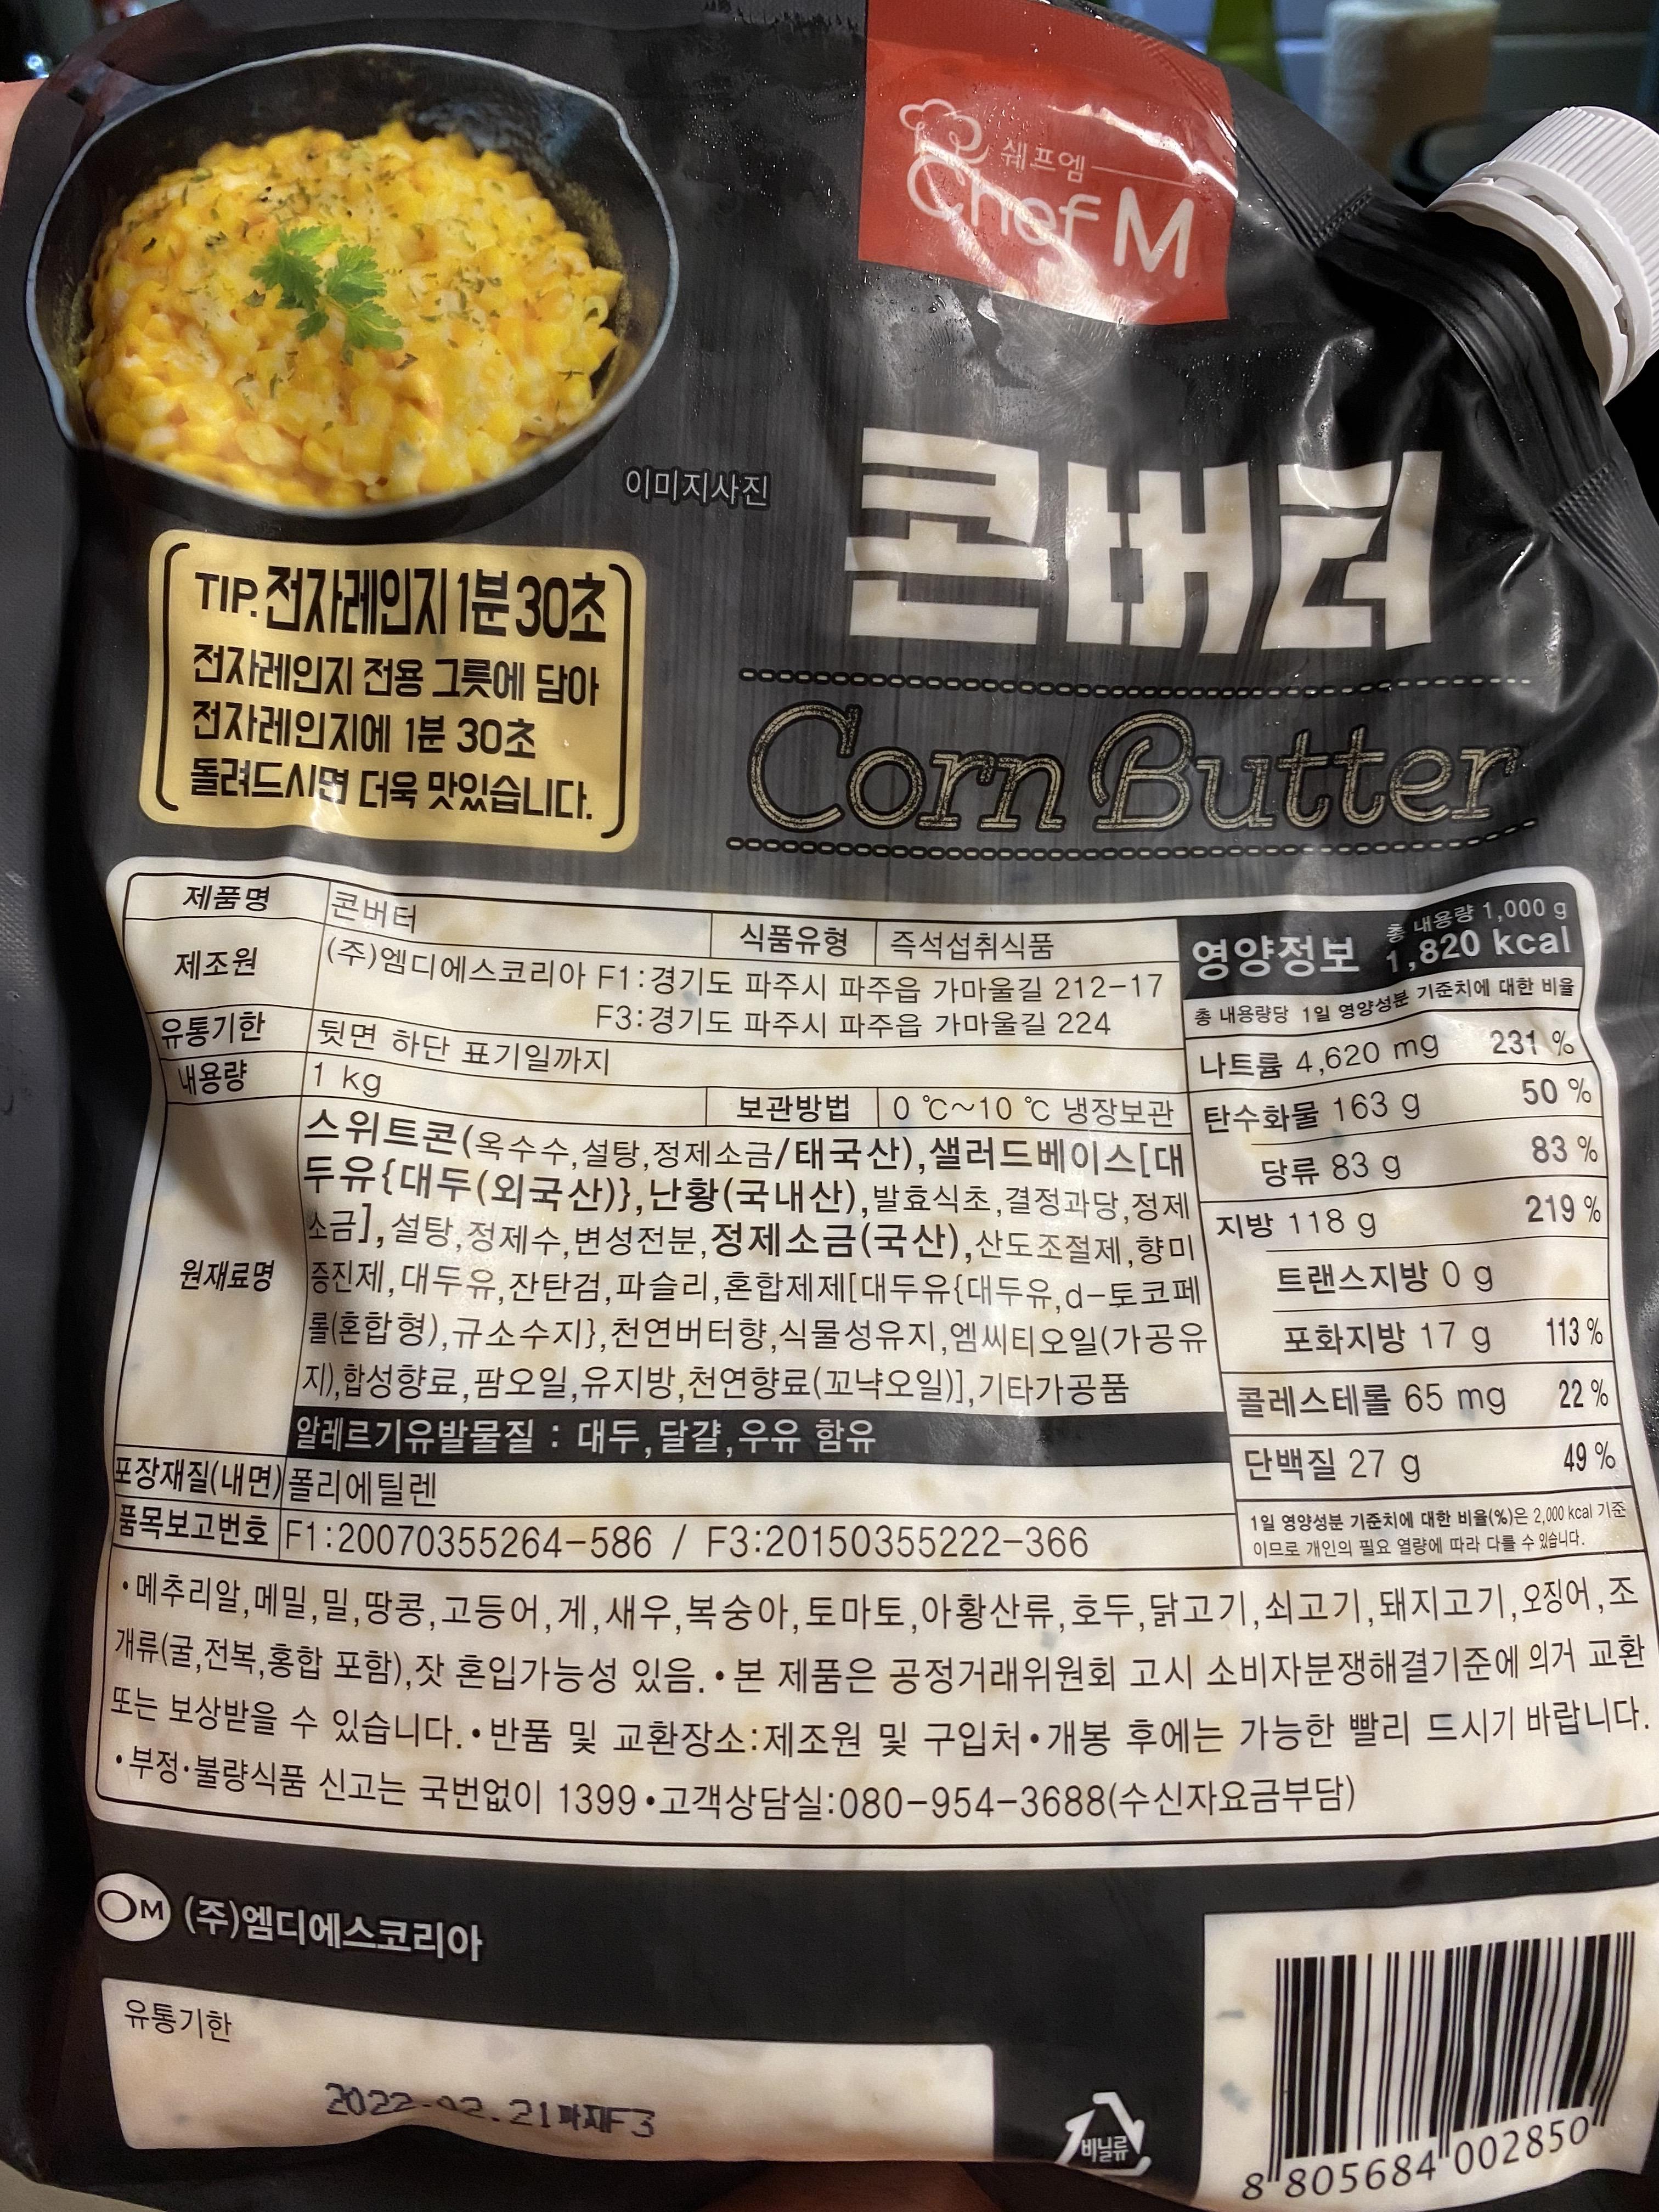 쉐프엠
Chef M
이미지사진
콘버터
Corn Butter
TIP. 전자레인지 1분 30초
전자레인지 전용 그릇에 담아
전자레인지에 1분 30초
돌려드시면 더욱 맛있습니다.
제품명 콘버터 식품유형 즉석섭취식품
제조원 (주)엠디에스코리아 F1:경기도 파주시 파주읍 가마울길 212-17
F3:경기도 파주시 파주읍 가마울길 224
유통기한 뒷면 하단 표기일까지
내용량 1 kg 보관방법 0 ℃~10 ℃ 냉장보관
원재료명
스위트콘(옥수수,설탕,정제소금/태국산),샐러드베이스[대
두유{대두(외국산)},난황(국내산),발효식초,결정과당,정제
소금],설탕,정제수,변성전분,정제소금(국산),산도조절제,향미
증진제,대두유,잔탄검,파슬리,혼합제제[대두유{대두유,d-토코페
롤(혼합형),규소수지},천연버터향,식물성유지,엠씨티오일(가공유
지),합성향료,팜오일,유지방,천연향료(꼬냑오일)],기타가공품
알레르기유발물질 : 대두,달걀,우유 함유
포장재질(내면) 폴리에틸렌
품목보고번호 F1:20070355264-586 / F3:20150355222-366
영양정보 총 내용량 1,000 g
1,820 kcal
총 내용량당 1일 영양성분 기준치에 대한 비율
나트륨 4,620 mg 231 %
탄수화물 163 g 50 %
당류 83 g 83 %
지방 118 g 219 %
트랜스지방 0 g
포화지방 17 g 113 %
콜레스테롤 65 mg 22 %
단백질 27 g 49 %
1일 영양성분 기준치에 대한 비율(%)은 2,000 kcal 기준
이므로 개인의 필요 열량에 따라 다를 수 있습니다.
•메추리알,메밀,밀,땅콩,고등어,게,새우,복숭아,토마토,아황산류,호두,닭고기,쇠고기,돼지고기,오징어,조
개류(굴,전복,홍합 포함),잣 혼입가능성 있음.•본 제품은 공정거래위원회 고시 소비자분쟁해결기준에 의거 교환
또는 보상받을 수 있습니다.•반품 및 교환장소:제조원 및 구입처•개봉 후에는 가능한 빨리 드시기 바랍니다.
•부정·불량식품 신고는 국번없이 1399•고객상담실:080-954-3688(수신자요금부담)
OM (주)엠디에스코리아
유통기한
2022.02.21까지F3
비닐류
8 805684 002850